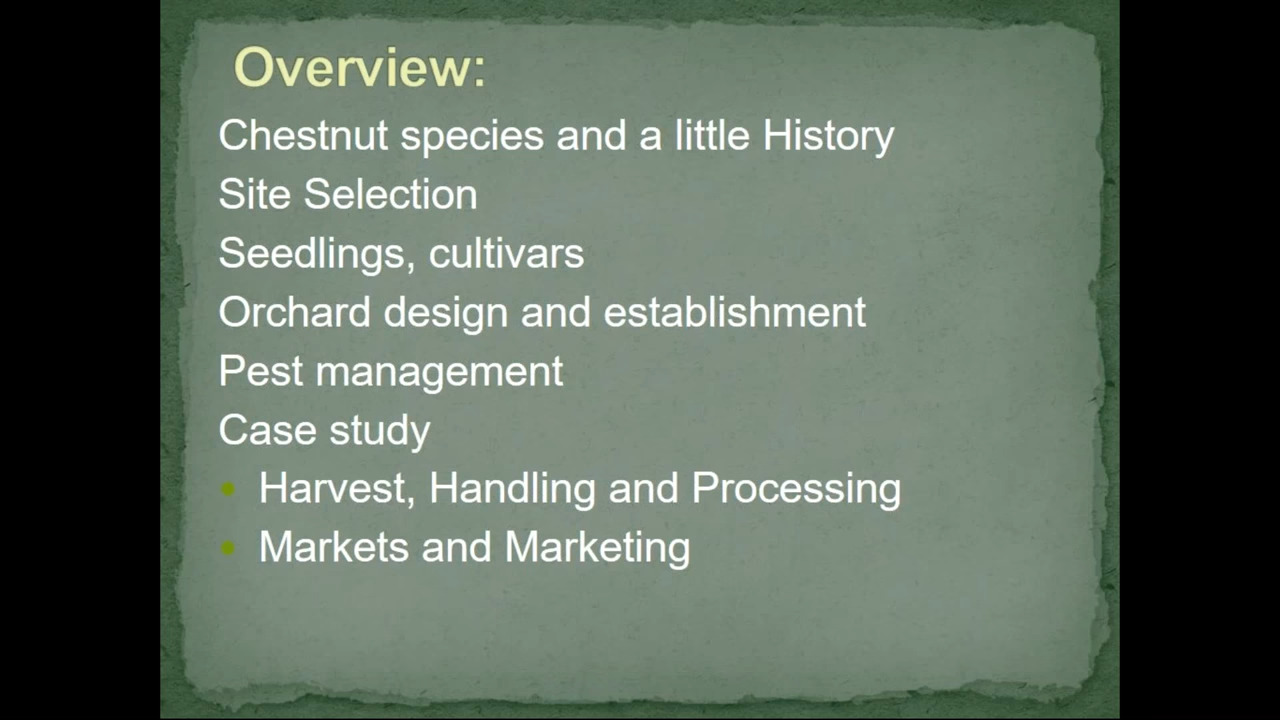 Overview:
Chestnut species and a little History
Site Selection
Seedlings, cultivars
Orchard design and establishment
Pest management
Case study
• Harvest, Handling and Processing
• Markets and Marketing